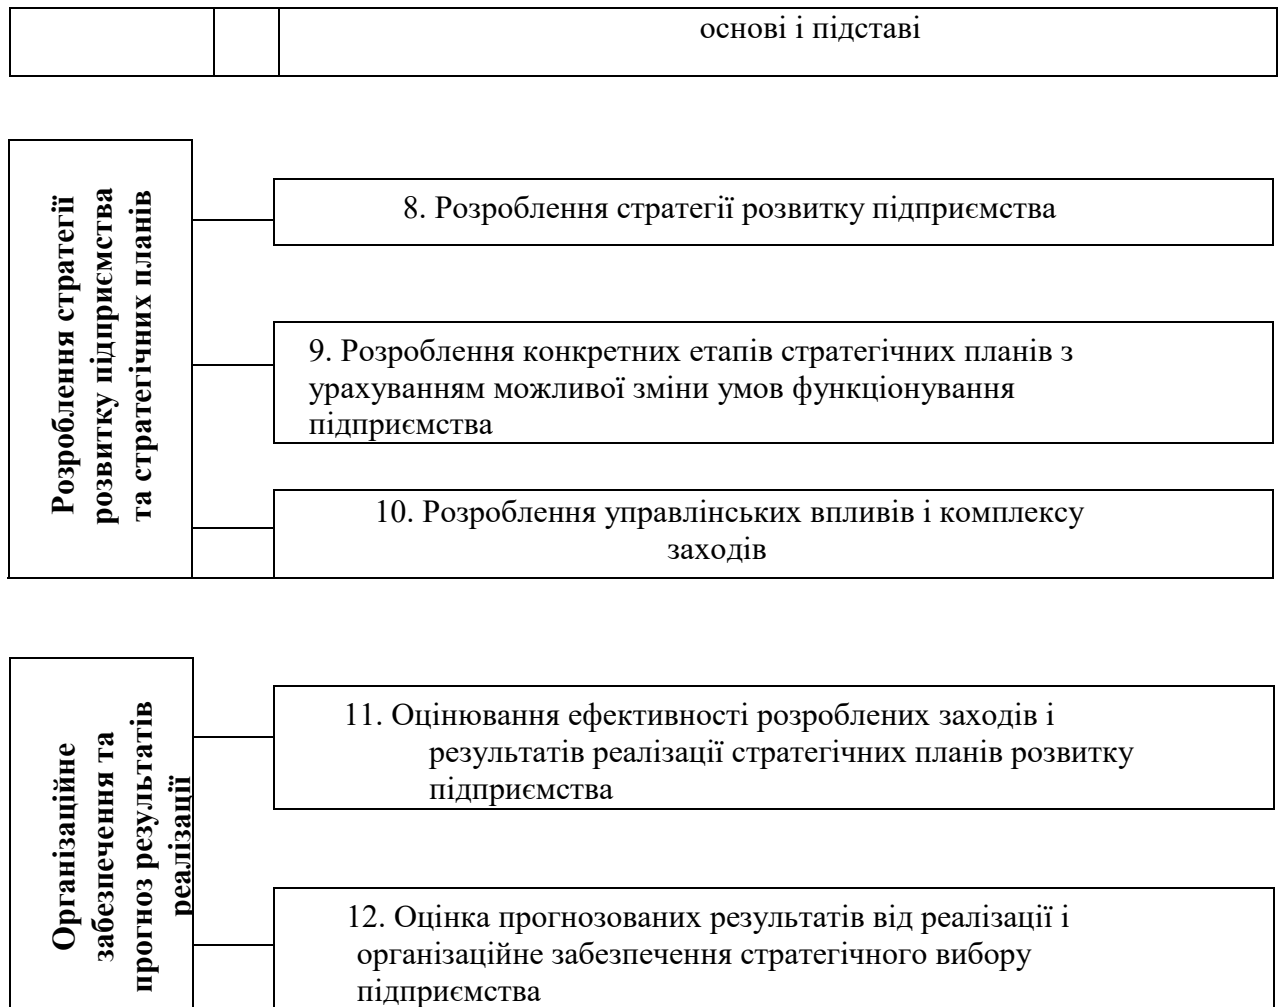 основі і підставі
Розроблення стратегії
розвитку підприємства
та стратегічних планів
8. Розроблення стратегії розвитку підприємства
9. Розроблення конкретних етапів стратегічних планів з
урахуванням можливої зміни умов функціонування
підприємства
10. Розроблення управлінських впливів і комплексу
заходів
Організаційне
забезпечення та
прогноз результатів
реалізації
11. Оцінювання ефективності розроблених заходів і
результатів реалізації стратегічних планів розвитку
підприємства
12. Оцінка прогнозованих результатів від реалізації і
організаційне забезпечення стратегічного вибору
підприємства